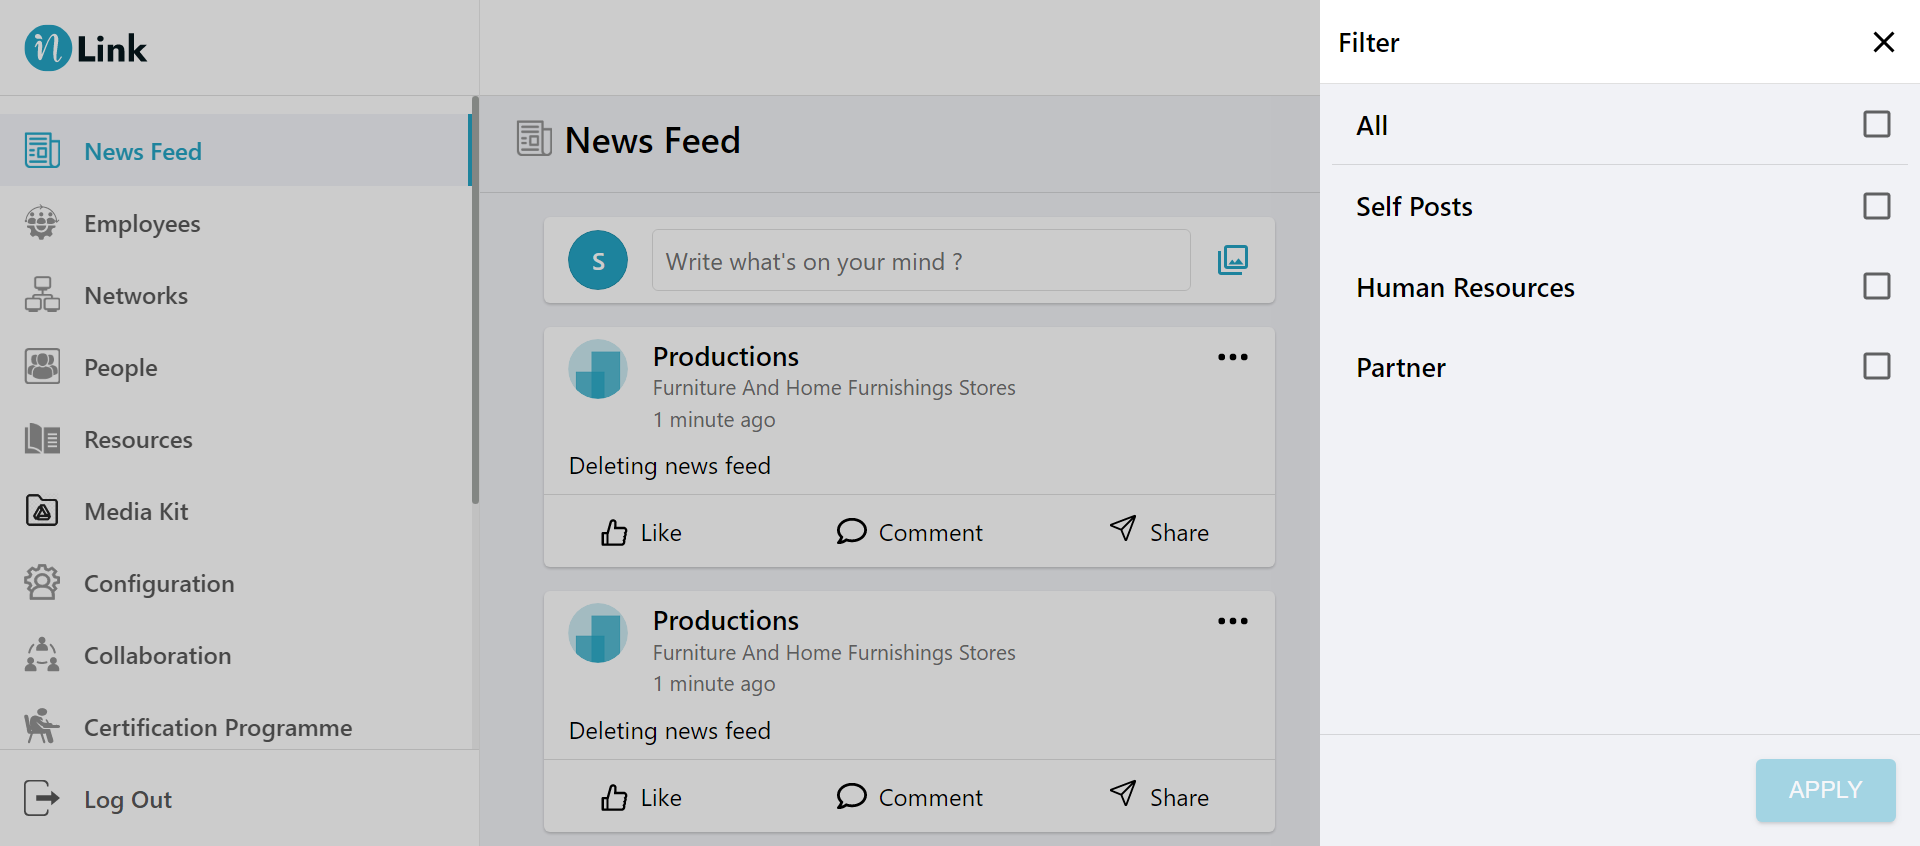 in Link
News Feed
Employees
Networks
People
Resources
Media Kit
Configuration
Collaboration
Certification Programme
Log Out
News Feed
S
Write what's on your mind ?
Productions
Furniture And Home Furnishings Stores
1 minute ago
Deleting news feed
Like Comment Share
Productions
Furniture And Home Furnishings Stores
1 minute ago
Deleting news feed
Like Comment Share
Filter
All
Self Posts
Human Resources
Partner
APPLY